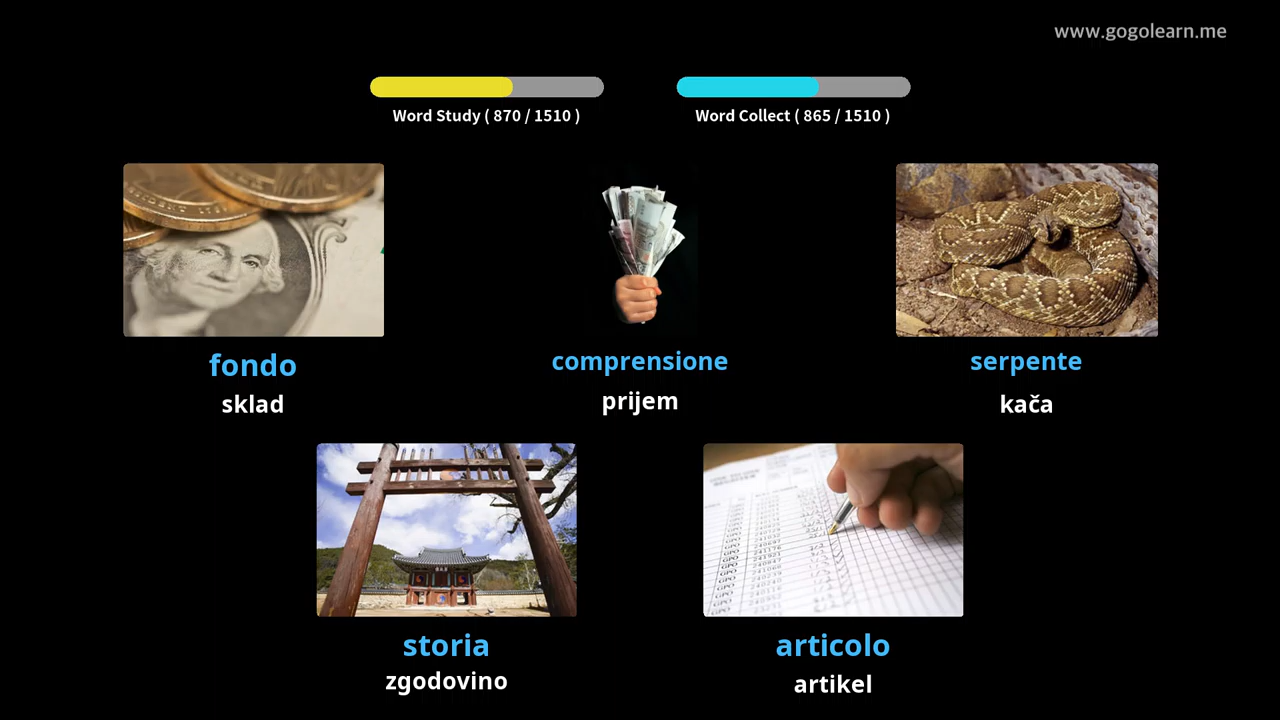 www.gogolearn.me
Word Study ( 870 / 1510 )
Word Collect ( 865 / 1510 )
fondo
sklad
comprensione
prijem
serpente
kača
storia
zgodovino
articolo
artikel